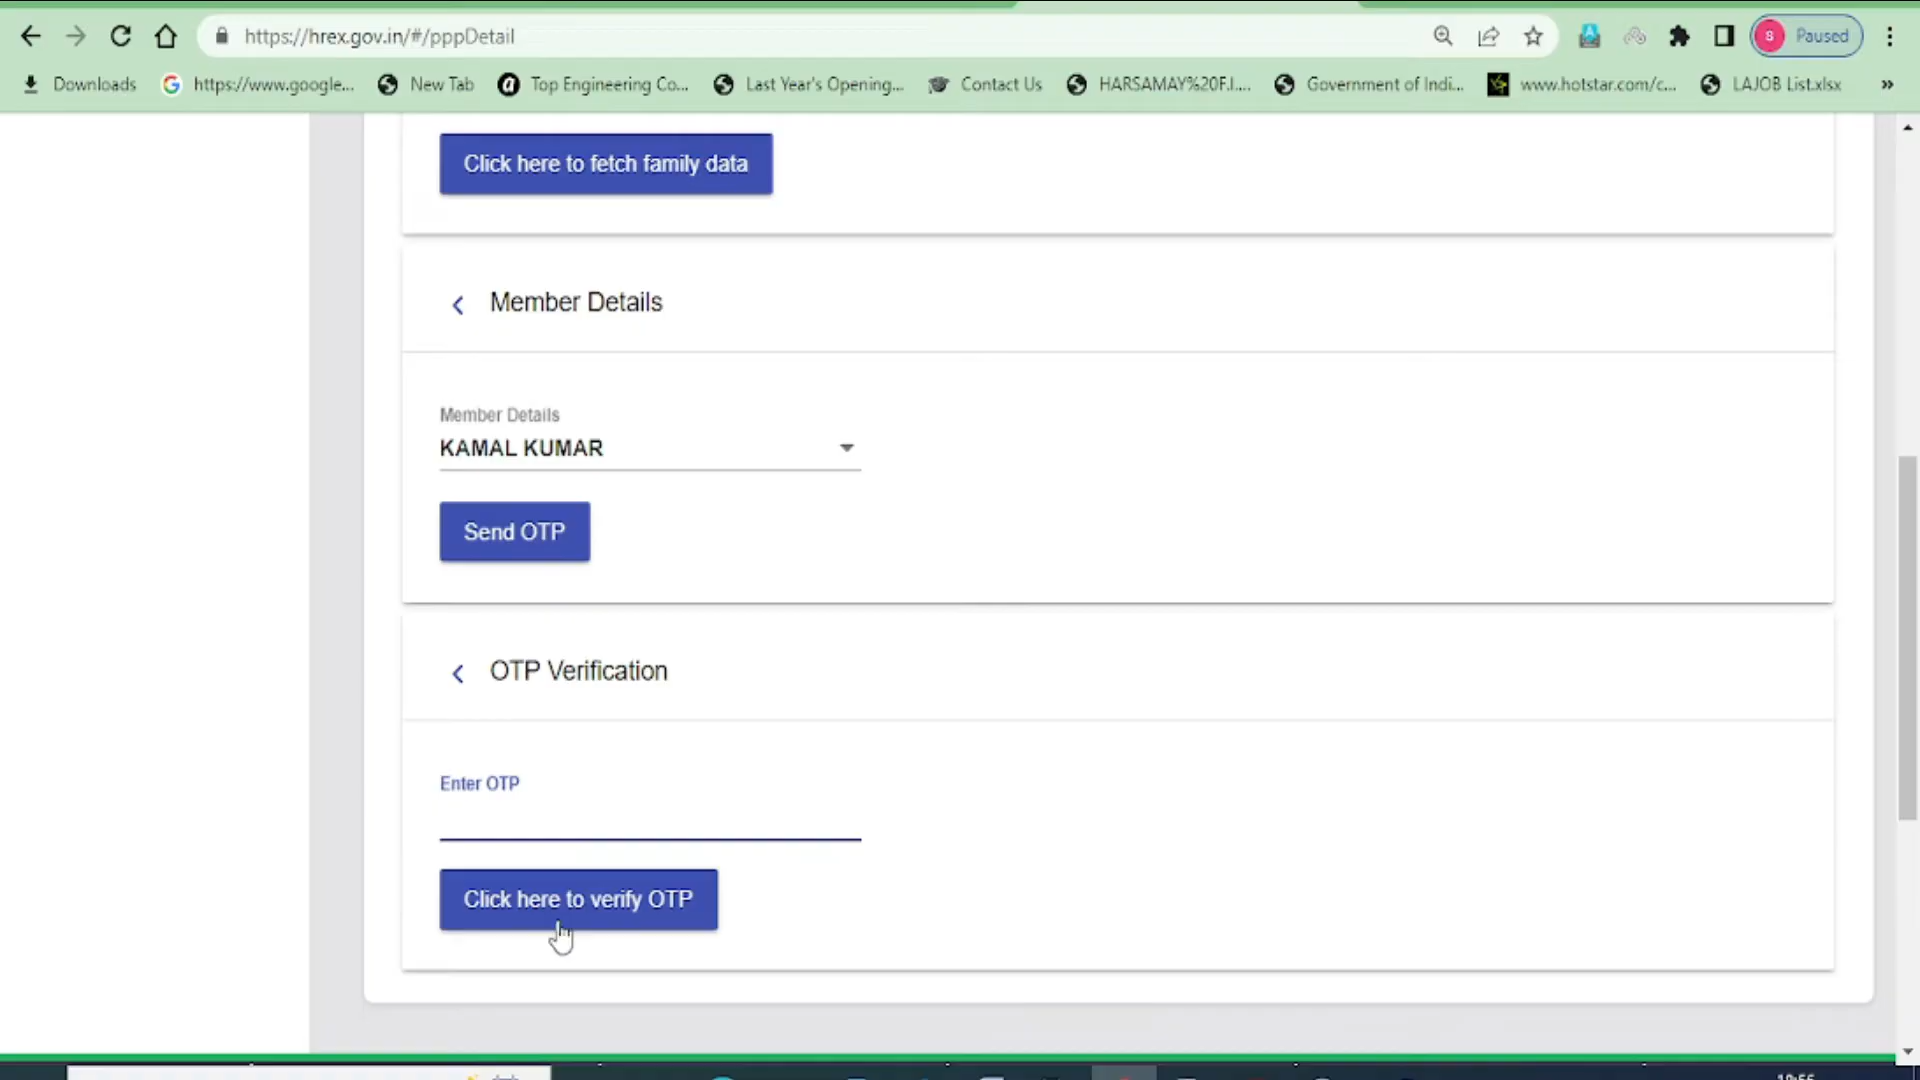 https://hrex.gov.in/#/pppDetail
S
Paused
Downloads
https://www.google...
New Tab
Top Engineering Co...
Last Year's Opening...
Contact Us
HARSAMAY%20F.I....
Government of Indi...
www.hotstar.com/c...
LAJOB List.xlsx
»
Click here to fetch family data
Member Details
Member Details
KAMAL KUMAR
Send OTP
OTP Verification
Enter OTP
Click here to verify OTP